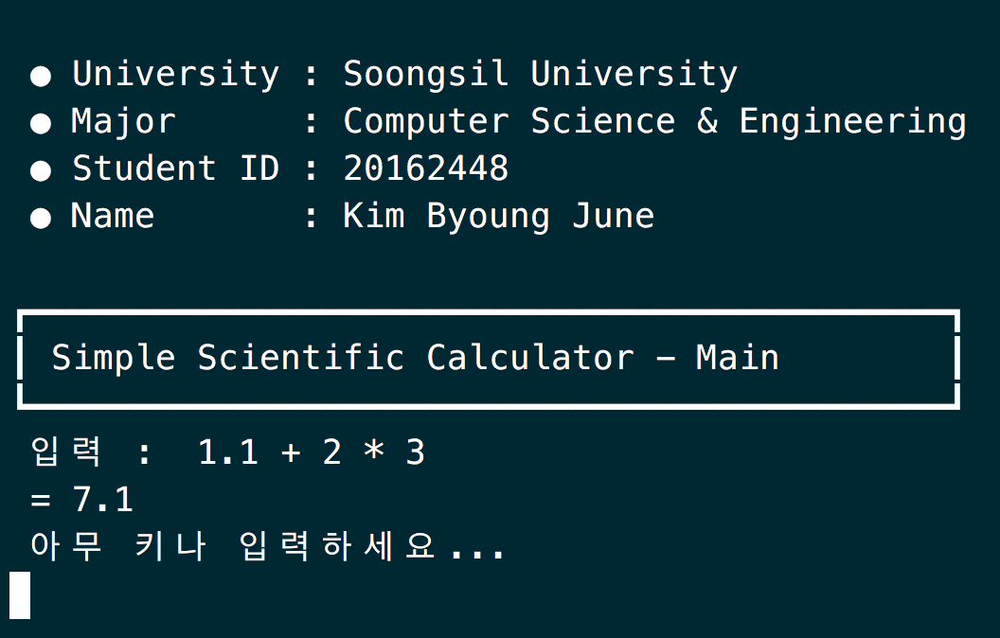 ● University : Soongsil University
● Major : Computer Science & Engineering
● Student ID : 20162448
● Name : Kim Byoung June
Simple Scientific Calculator - Main
입력 : 1.1 + 2 * 3
= 7.1
아무 키나 입력하세요...